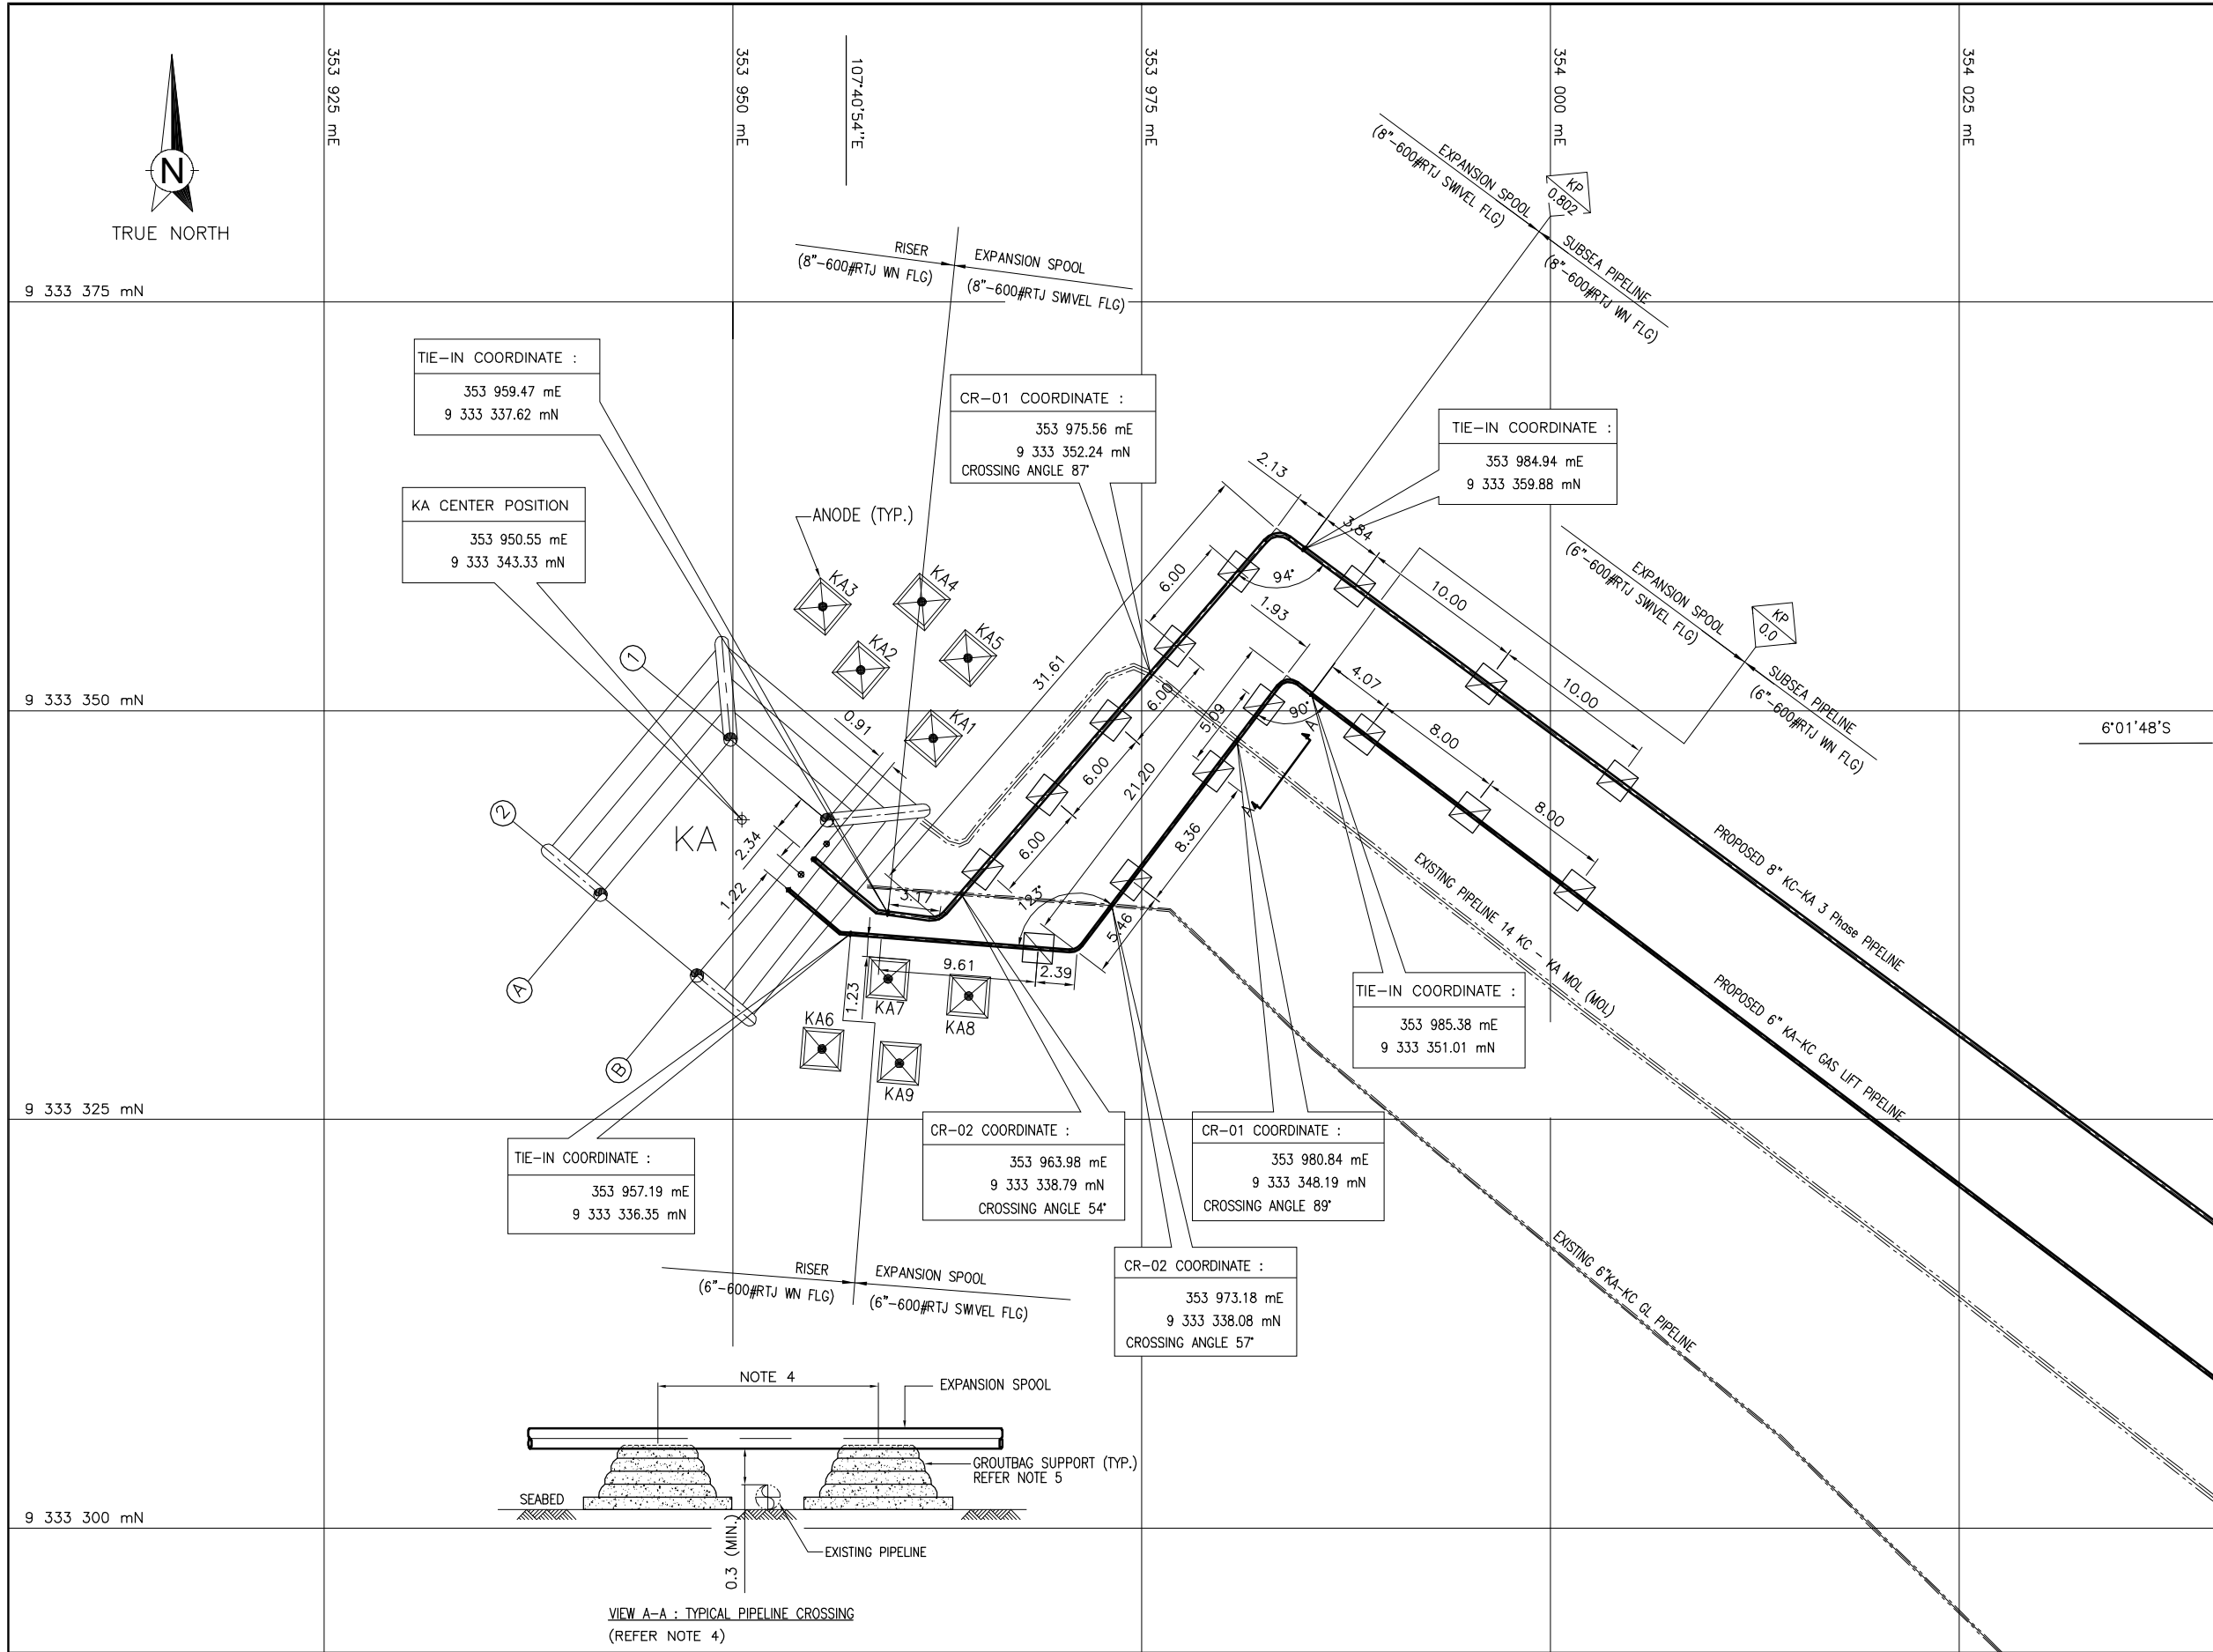 353 925 mE
353 950 mE
107°40'54''E
353 975 mE
354 000 mE
354 025 mE
N
TRUE NORTH
9 333 375 mN
9 333 350 mN
9 333 325 mN
9 333 300 mN
6°01'48'S
RISER
(8"-600#RTJ WN FLG)
EXPANSION SPOOL
(8"-600#RTJ SWIVEL FLG)
EXPANSION SPOOL
(8"-600#RTJ SWIVEL FLG)
SUBSEA PIPELINE
(8"-600#RTJ WN FLG)
KP
0.802
TIE-IN COORDINATE :
353 959.47 mE
9 333 337.62 mN
KA CENTER POSITION
353 950.55 mE
9 333 343.33 mN
CR-01 COORDINATE :
353 975.56 mE
9 333 352.24 mN
CROSSING ANGLE 87°
TIE-IN COORDINATE :
353 984.94 mE
9 333 359.88 mN
EXPANSION SPOOL
(6"-600#RTJ SWIVEL FLG)
SUBSEA PIPELINE
(6"-600#RTJ WN FLG)
KP
0.0
ANODE (TYP.)
KA3
KA4
KA2
KA5
KA1
1
2
A
B
KA
0.91
2.34
1.22
31.61
6.00
6.00
6.00
6.00
2.13
3.84
94°
10.00
10.00
1.93
4.07
90°
8.00
8.00
5.09
21.20
8.36
5.46
123°
3.17
9.61
2.39
1.23
A
A
KA7
KA8
KA6
KA9
PROPOSED 8" KC-KA 3 Phase PIPELINE
PROPOSED 6" KA-KC GAS LIFT PIPELINE
EXISTING PIPELINE 14 KC - KA MOL (MOL)
EXISTING 6"KA-KC GL PIPELINE
TIE-IN COORDINATE :
353 985.38 mE
9 333 351.01 mN
TIE-IN COORDINATE :
353 957.19 mE
9 333 336.35 mN
CR-02 COORDINATE :
353 963.98 mE
9 333 338.79 mN
CROSSING ANGLE 54°
CR-01 COORDINATE :
353 980.84 mE
9 333 348.19 mN
CROSSING ANGLE 89°
CR-02 COORDINATE :
353 973.18 mE
9 333 338.08 mN
CROSSING ANGLE 57°
RISER
(6"-600#RTJ WN FLG)
EXPANSION SPOOL
(6"-600#RTJ SWIVEL FLG)
NOTE 4
EXPANSION SPOOL
GROUTBAG SUPPORT (TYP.)
REFER NOTE 5
SEABED
0.3 (MIN.)
EXISTING PIPELINE
VIEW A-A : TYPICAL PIPELINE CROSSING
(REFER NOTE 4)